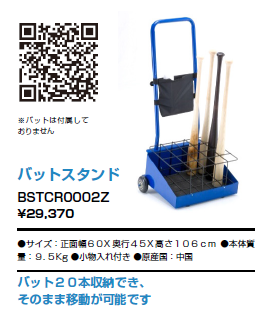 ※バットは付属して
おりません
バットスタンド
BSTCR0002Z
¥29,370
●サイズ：正面幅６０Ｘ奥行４５Ｘ高さ１０６ｃｍ ●本体質
量：９.５Kg ●小物入れ付き ●原産国：中国
バット２０本収納でき、
そのまま移動が可能です